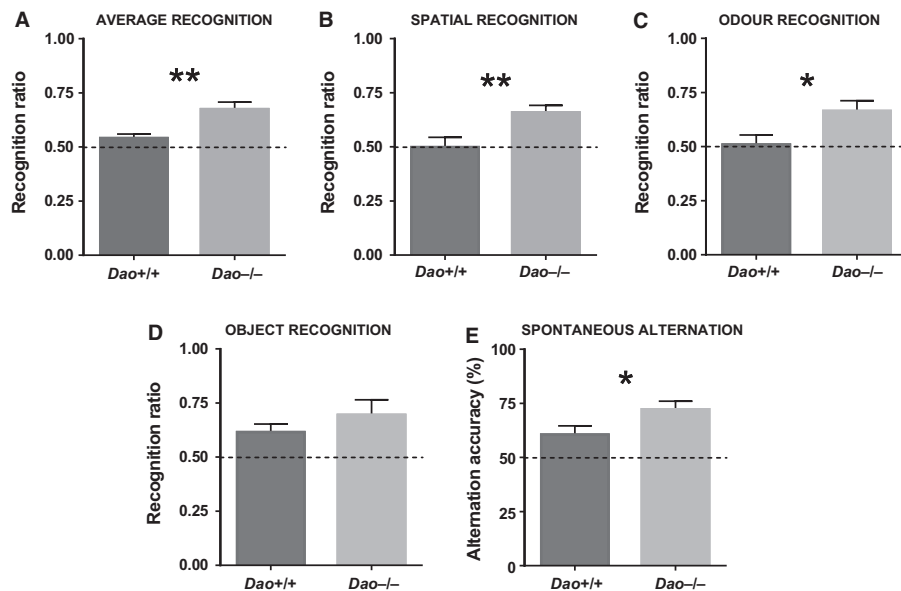 A AVERAGE RECOGNITION
Recognition ratio
1.00
**
0.75
0.50
0.25
0.00
Dao+/+ Dao–/–
B SPATIAL RECOGNITION
Recognition ratio
1.00
**
0.75
0.50
0.25
0.00
Dao+/+ Dao–/–
C ODOUR RECOGNITION
Recognition ratio
1.00
*
0.75
0.50
0.25
0.00
Dao+/+ Dao–/–
D OBJECT RECOGNITION
Recognition ratio
1.00
0.75
0.50
0.25
0.00
Dao+/+ Dao–/–
E SPONTANEOUS ALTERNATION
Alternation accuracy (%)
100
*
75
50
25
0
Dao+/+ Dao–/–